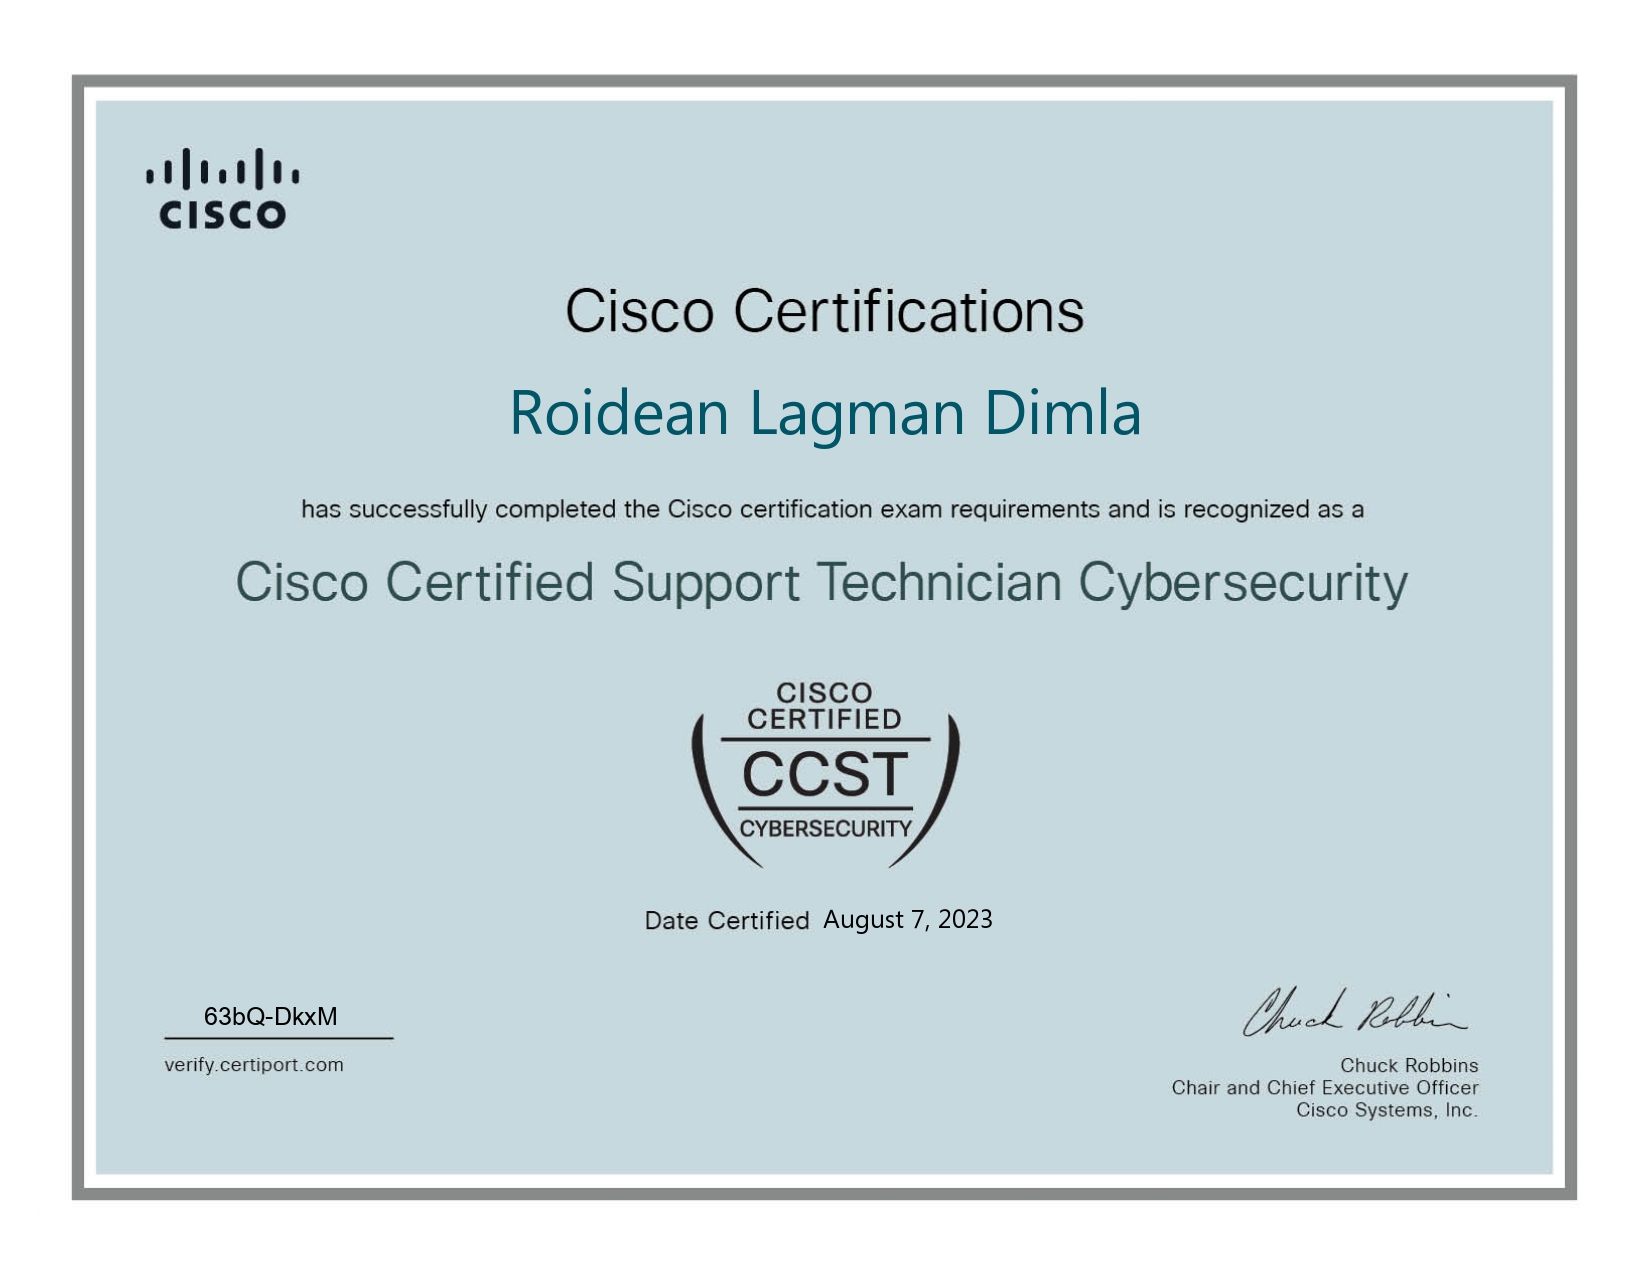 CISCO
Cisco Certifications
Roidean Lagman Dimla
has successfully completed the Cisco certification exam requirements and is recognized as a
Cisco Certified Support Technician Cybersecurity
CISCO
CERTIFIED
CCST
CYBERSECURITY
Date Certified August 7, 2023
63bQ-DkxM
verify.certiport.com
Chuck Robbins
Chuck Robbins
Chair and Chief Executive Officer
Cisco Systems, Inc.